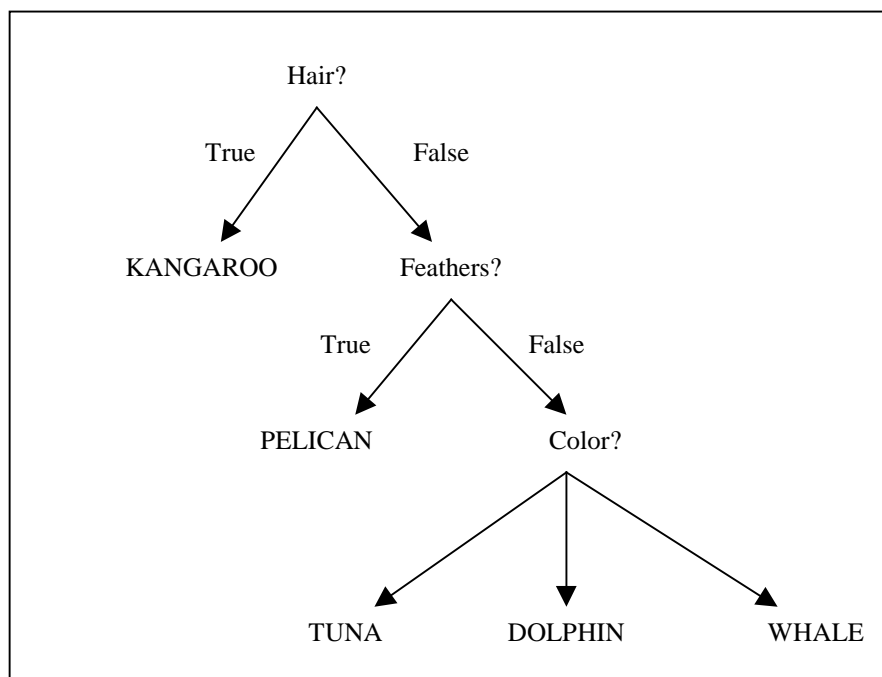 Hair?
True False
KANGAROO Feathers?
True False
PELICAN Color?
TUNA DOLPHIN WHALE